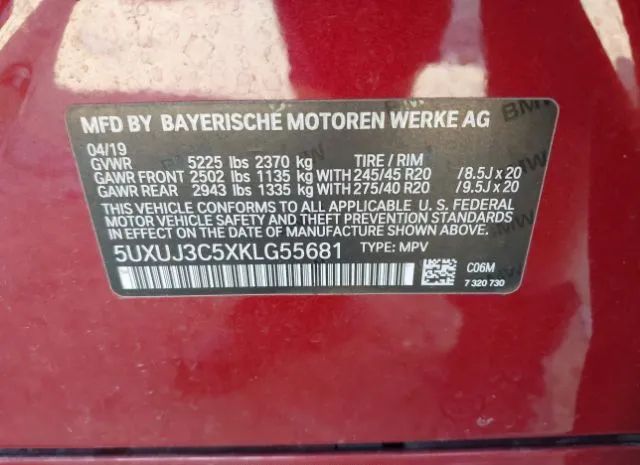 MFD BY BAYERISCHE MOTOREN WERKE AG
04/19
GVWR 5225 lbs 2370 kg TIRE / RIM
GAWR FRONT 2502 lbs 1135 kg WITH 245/45 R20 /8.5J x 20
GAWR REAR 2943 lbs 1335 kg WITH 275/40 R20 /9.5J x 20
THIS VEHICLE CONFORMS TO ALL APPLICABLE U. S. FEDERAL
MOTOR VEHICLE SAFETY, BUMPER, AND THEFT PREVENTION
STANDARDS IN EFFECT ON THE DATE OF MANUFACTURE SHOWN ABOVE.
5UXUJ3C5XKLG55681 TYPE: MPV
C06M
7 320 730